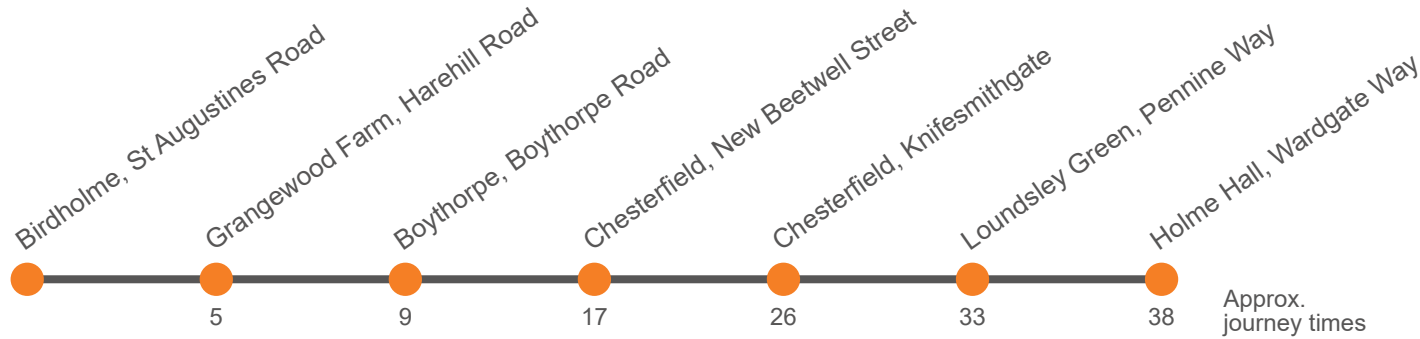 Birdholme, St Augustines Road
Grangewood Farm, Harehill Road
Boythorpe, Boythorpe Road
Chesterfield, New Beetwell Street
Chesterfield, Knifesmithgate
Loundsley Green, Pennine Way
Holme Hall, Wardgate Way
5
9
17
26
33
38
Approx.
journey times